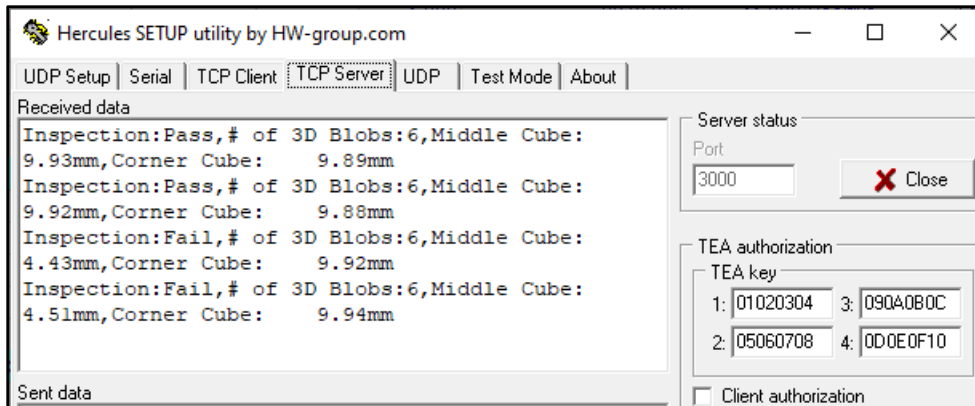 Hercules SETUP utility by HW-group.com
UDP Setup Serial TCP Client TCP Server UDP Test Mode About
Received data
Inspection:Pass,# of 3D Blobs:6,Middle Cube:
9.93mm,Corner Cube:    9.89mm
Inspection:Pass,# of 3D Blobs:6,Middle Cube:
9.92mm,Corner Cube:    9.88mm
Inspection:Fail,# of 3D Blobs:6,Middle Cube:
4.43mm,Corner Cube:    9.92mm
Inspection:Fail,# of 3D Blobs:6,Middle Cube:
4.51mm,Corner Cube:    9.94mm
Sent data
Server status
Port
3000 Close
TEA authorization
TEA key
1: 01020304 3: 090A0B0C
2: 05060708 4: 0D0E0F10
Client authorization